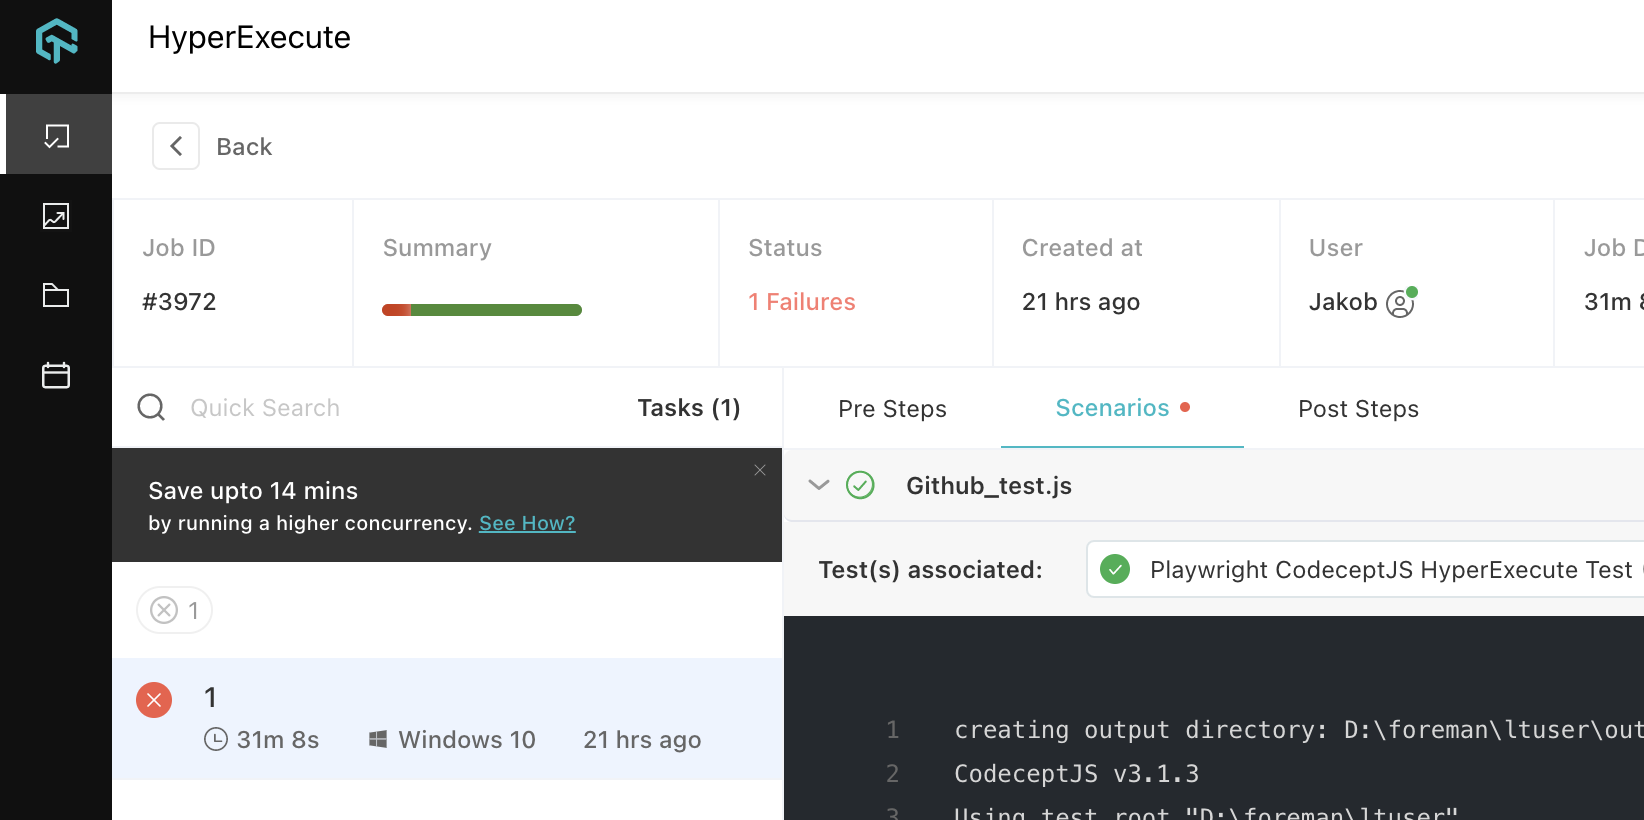 HyperExecute
Back
Job ID
#3972
Summary
Status
1 Failures
Created at
21 hrs ago
User
Jakob
Job
31m
Quick Search
Tasks (1)
Pre Steps
Scenarios
Post Steps
Save upto 14 mins
by running a higher concurrency. See How?
1
1
31m 8s
Windows 10
21 hrs ago
Github_test.js
Test(s) associated:
Playwright CodeceptJS HyperExecute Test
1 creating output directory: D:\foreman\ltuser\out
2 CodeceptJS v3.1.3
3 Using test root "D:\foreman\ltuser"